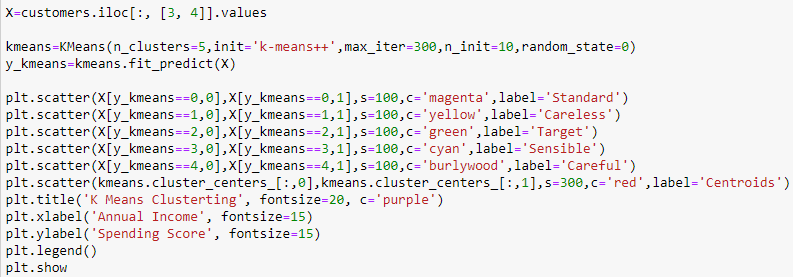 X=customers.iloc[:, [3, 4]].values
kmeans=KMeans(n_clusters=5,init='k-means++',max_iter=300,n_init=10,random_state=0)
y_kmeans=kmeans.fit_predict(X)
plt.scatter(X[y_kmeans==0,0],X[y_kmeans==0,1],s=100,c='magenta',label='Standard')
plt.scatter(X[y_kmeans==1,0],X[y_kmeans==1,1],s=100,c='yellow',label='Careless')
plt.scatter(X[y_kmeans==2,0],X[y_kmeans==2,1],s=100,c='green',label='Target')
plt.scatter(X[y_kmeans==3,0],X[y_kmeans==3,1],s=100,c='cyan',label='Sensible')
plt.scatter(X[y_kmeans==4,0],X[y_kmeans==4,1],s=100,c='burlywood',label='Careful')
plt.scatter(kmeans.cluster_centers_[:,0],kmeans.cluster_centers_[:,1],s=300,c='red',label='Centroids')
plt.title('K Means Clusterting', fontsize=20, c='purple')
plt.xlabel('Annual Income', fontsize=15)
plt.ylabel('Spending Score', fontsize=15)
plt.legend()
plt.show